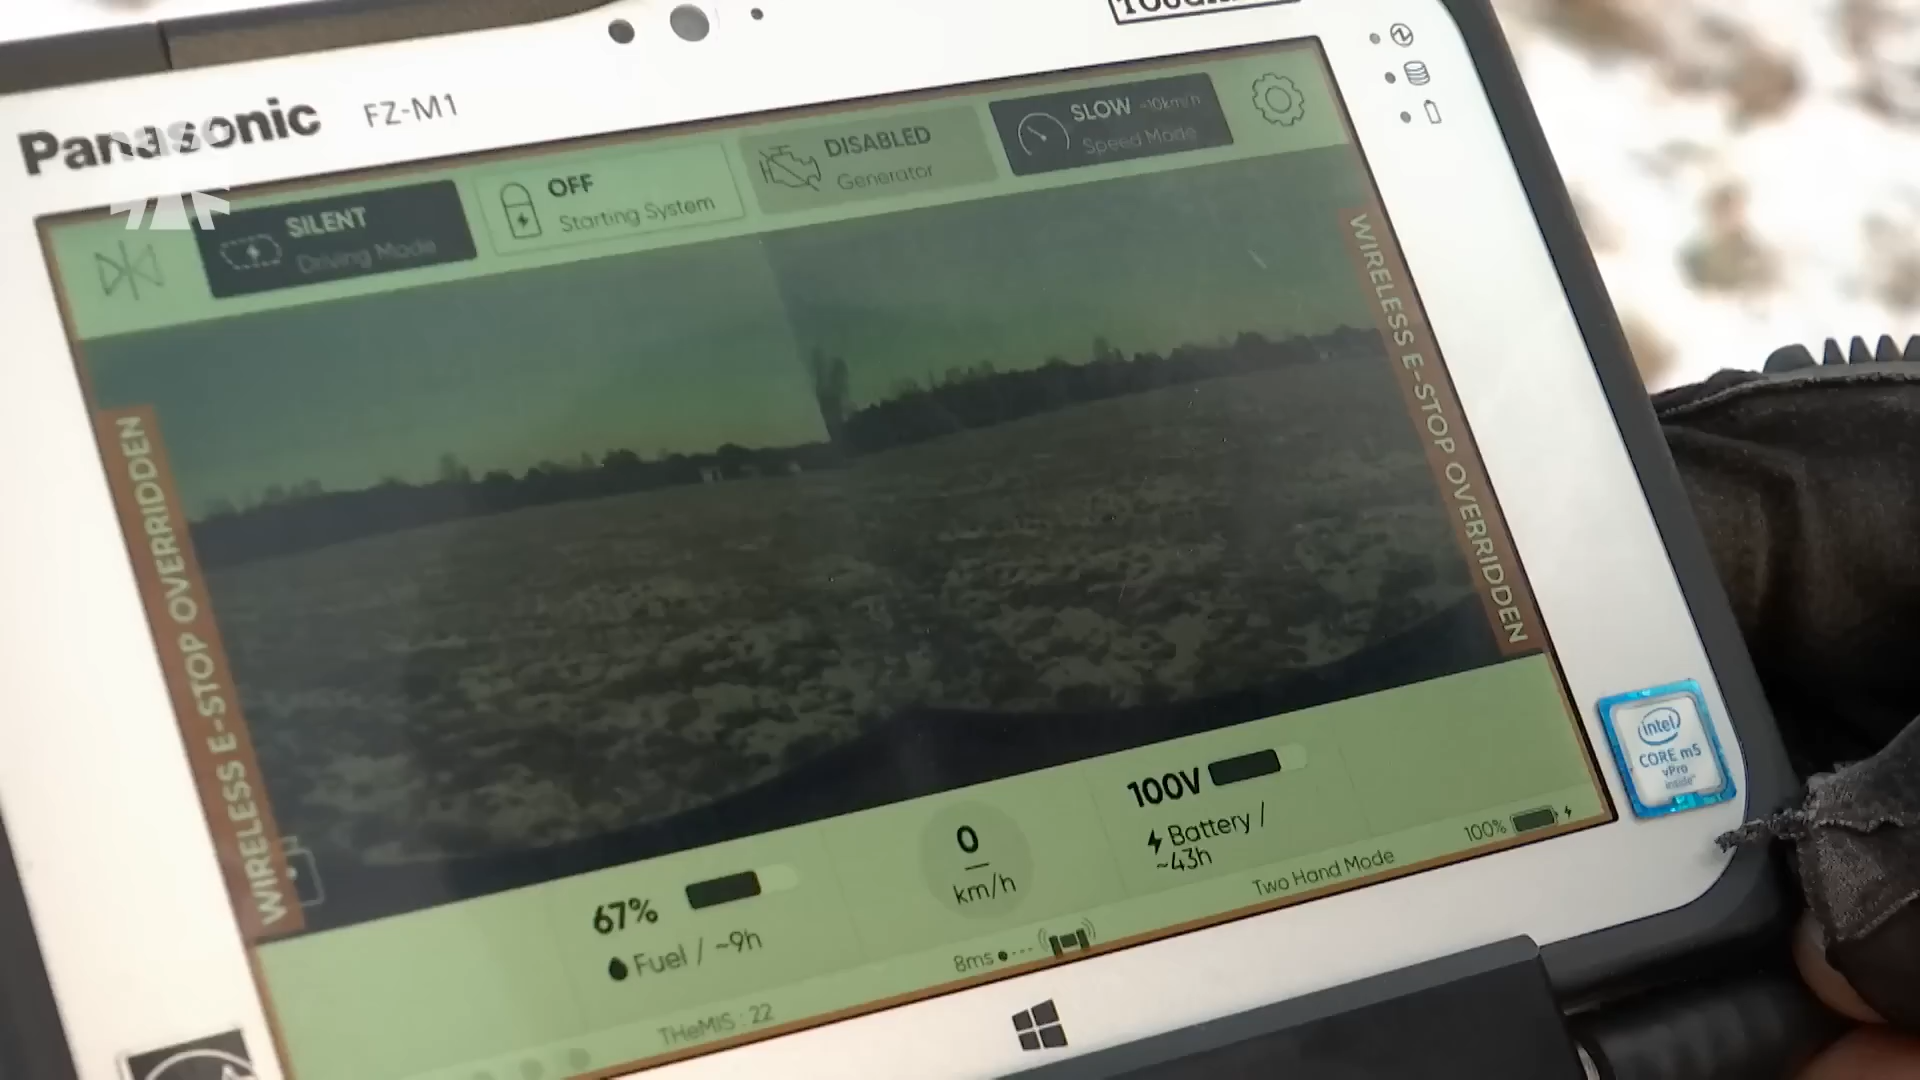 Panasonic FZ-M1
SILENT
Driving Mode
OFF
Starting System
DISABLED
Generator
SLOW ~10km/h
Speed Mode
WIRELESS E-STOP OVERRIDDEN
WIRELESS E-STOP OVERRIDDEN
67%
Fuel / ~9h
0
km/h
100V
Battery /
~43h
8ms
Two Hand Mode
100%
THeMIS : 22
intel
CORE m5
vPro
inside